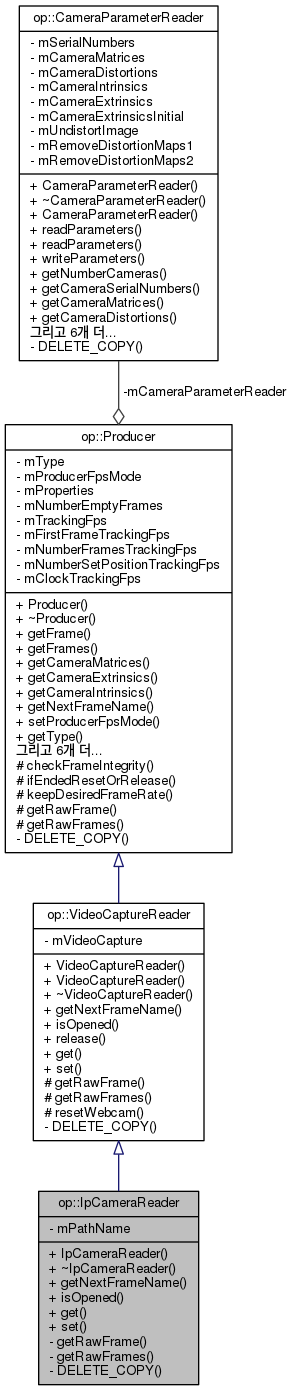 op::CameraParameterReader
- mSerialNumbers
- mCameraMatrices
- mCameraDistortions
- mCameraIntrinsics
- mCameraExtrinsics
- mCameraExtrinsicsInitial
- mUndistortImage
- mRemoveDistortionMaps1
- mRemoveDistortionMaps2
+ CameraParameterReader()
+ ~CameraParameterReader()
+ CameraParameterReader()
+ readParameters()
+ readParameters()
+ writeParameters()
+ getNumberCameras()
+ getCameraSerialNumbers()
+ getCameraMatrices()
+ getCameraDistortions()
그리고 6개 더...
- DELETE_COPY()
-mCameraParameterReader
op::Producer
- mType
- mProducerFpsMode
- mProperties
- mNumberEmptyFrames
- mTrackingFps
- mFirstFrameTrackingFps
- mNumberFramesTrackingFps
- mNumberSetPositionTrackingFps
- mClockTrackingFps
+ Producer()
+ ~Producer()
+ getFrame()
+ getFrames()
+ getCameraMatrices()
+ getCameraExtrinsics()
+ getCameraIntrinsics()
+ getNextFrameName()
+ setProducerFpsMode()
+ getType()
그리고 6개 더...
# checkFrameIntegrity()
# ifEndedResetOrRelease()
# keepDesiredFrameRate()
# getRawFrame()
# getRawFrames()
- DELETE_COPY()
op::VideoCaptureReader
- mVideoCapture
+ VideoCaptureReader()
+ VideoCaptureReader()
+ ~VideoCaptureReader()
+ getNextFrameName()
+ isOpened()
+ release()
+ get()
+ set()
# getRawFrame()
# getRawFrames()
# resetWebcam()
- DELETE_COPY()
op::IpCameraReader
- mPathName
+ IpCameraReader()
+ ~IpCameraReader()
+ getNextFrameName()
+ isOpened()
+ get()
+ set()
- getRawFrame()
- getRawFrames()
- DELETE_COPY()